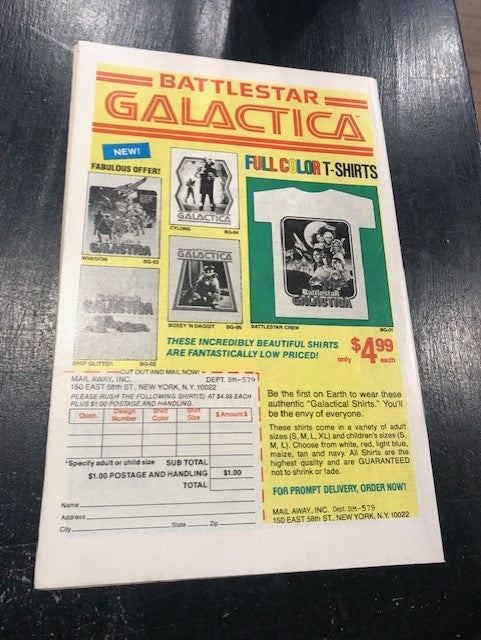 BATTLESTAR
GALACTICA™
NEW!
FABULOUS OFFER!
FULL COLOR T-SHIRTS
GALACTICA
INVASION BG-03
GALACTICA
CYLONS BG-04
GALACTICA
SHIP GLITTER BG-02
GALACTICA
BOXEY 'N DAGGIT BG-05
Battlestar
GALACTICA
BATTLESTAR CREW BG-01
THESE INCREDIBLY BEAUTIFUL SHIRTS
ARE FANTASTICALLY LOW PRICED!
only $4.99 each
CUT OUT AND MAIL NOW!
MAIL AWAY, INC. DEPT. BM-579
150 EAST 58th ST., NEW YORK, N.Y. 10022
PLEASE RUSH THE FOLLOWING SHIRT(S) AT $4.99 EACH
PLUS $1.00 POSTAGE AND HANDLING.
Quan. Design Number Shirt Color Shirt Size $ Amount $
*Specify adult or child size SUB TOTAL
$1.00 POSTAGE AND HANDLING $1.00
TOTAL
Name
Address
City State Zip
Be the first on Earth to wear these
authentic "Galactical Shirts." You'll
be the envy of everyone.
These shirts come in a variety of adult
sizes (S, M, L, XL) and children's sizes (S,
M, L). Choose from white, red, light blue,
maize, tan and navy. All Shirts are the
highest quality and are GUARANTEED
not to shrink or fade.
FOR PROMPT DELIVERY, ORDER NOW!
MAIL AWAY, INC. Dept. BM-579
150 EAST 58th ST., NEW YORK, N.Y. 10022